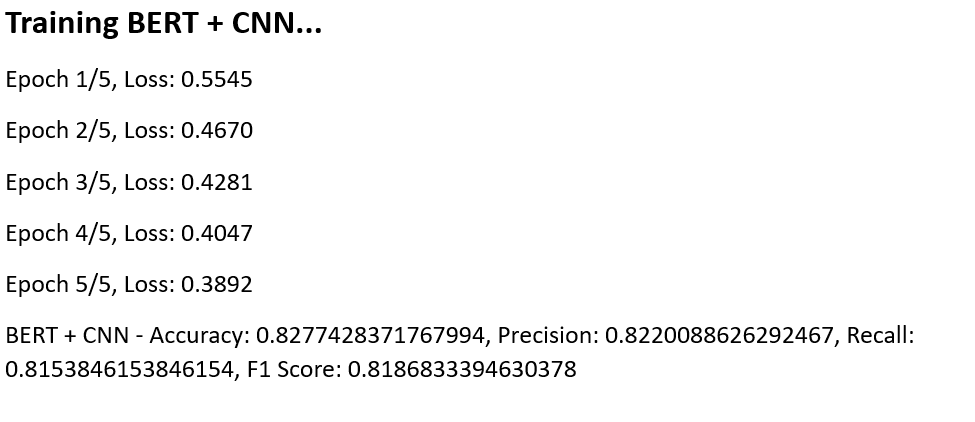 Training BERT + CNN...
Epoch 1/5, Loss: 0.5545
Epoch 2/5, Loss: 0.4670
Epoch 3/5, Loss: 0.4281
Epoch 4/5, Loss: 0.4047
Epoch 5/5, Loss: 0.3892
BERT + CNN - Accuracy: 0.8277428371767994, Precision: 0.8220088626292467, Recall:
0.8153846153846154, F1 Score: 0.8186833394630378